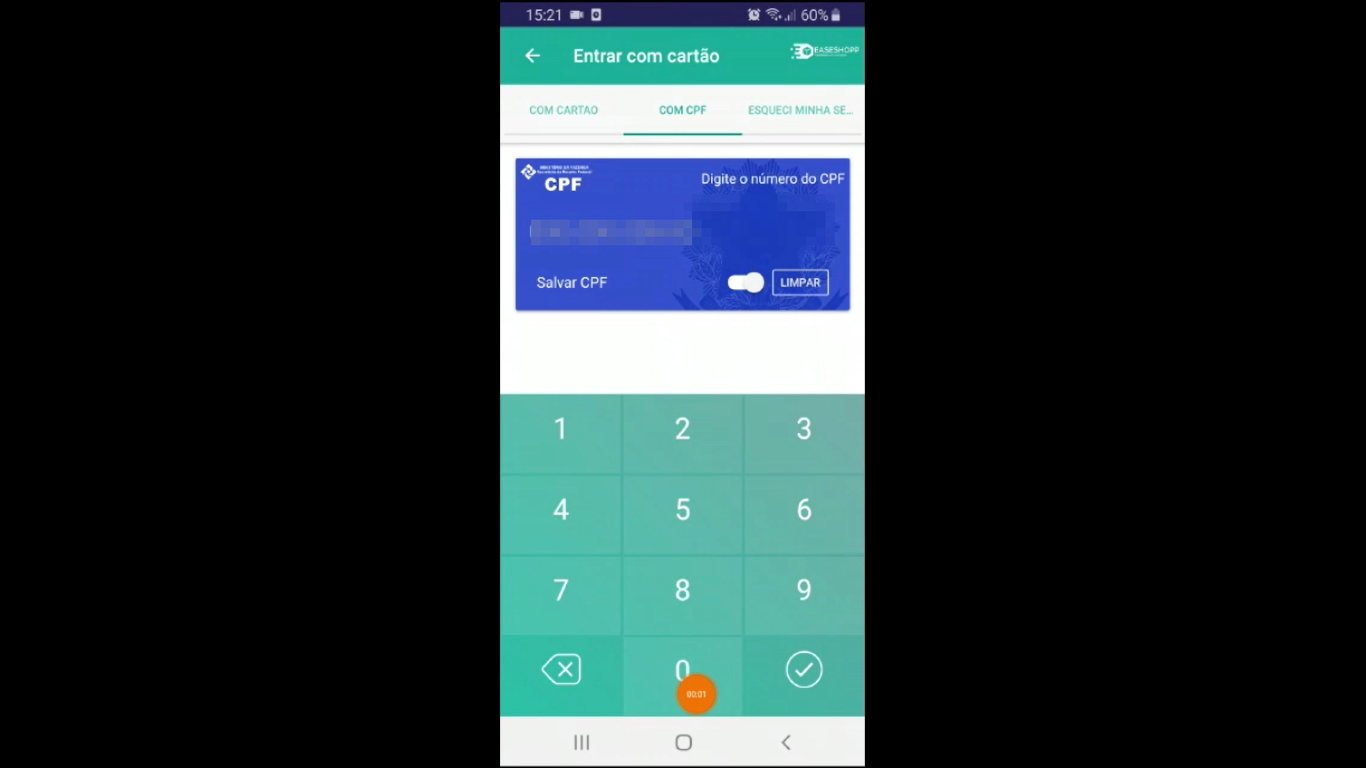 15:21 60%
Entrar com cartão
EASESHOPP
COM CARTAO COM CPF ESQUECI MINHA SE...
MINISTÉRIO DA FAZENDA
Secretaria da Receita Federal
CPF
Digite o número do CPF
Salvar CPF
LIMPAR
1 2 3
4 5 6
7 8 9
0
00:01